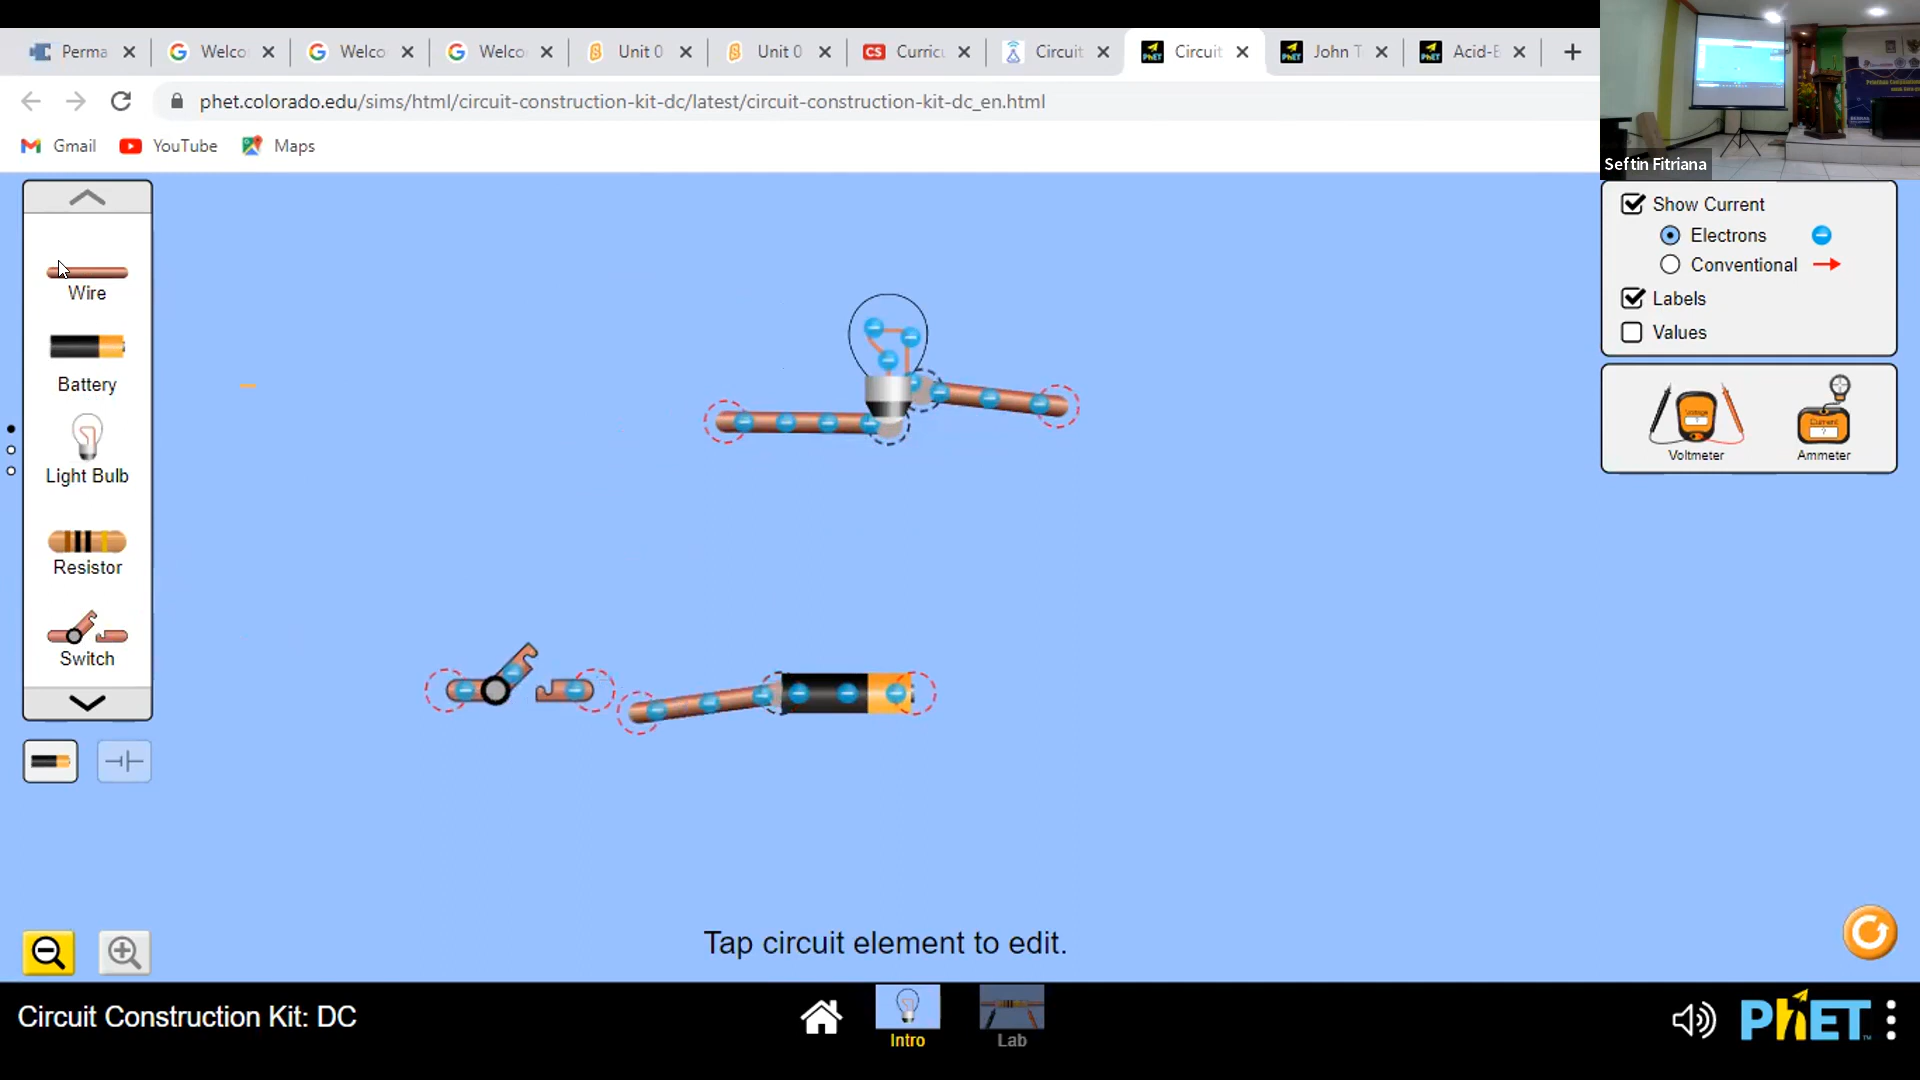 Perma
Welco
Welco
Welco
Unit 0
Unit 0
CS
Curricu
Circuit
Circuit
John T
Acid-E
phet.colorado.edu/sims/html/circuit-construction-kit-dc/latest/circuit-construction-kit-dc_en.html
Gmail
YouTube
Maps
Seftin Fitriana
Wire
Battery
Light Bulb
Resistor
Switch
Show Current
Electrons
Conventional
Labels
Values
Voltmeter
Ammeter
Voltage
?
Current
?
Tap circuit element to edit.
Circuit Construction Kit: DC
Intro
Lab
PhET